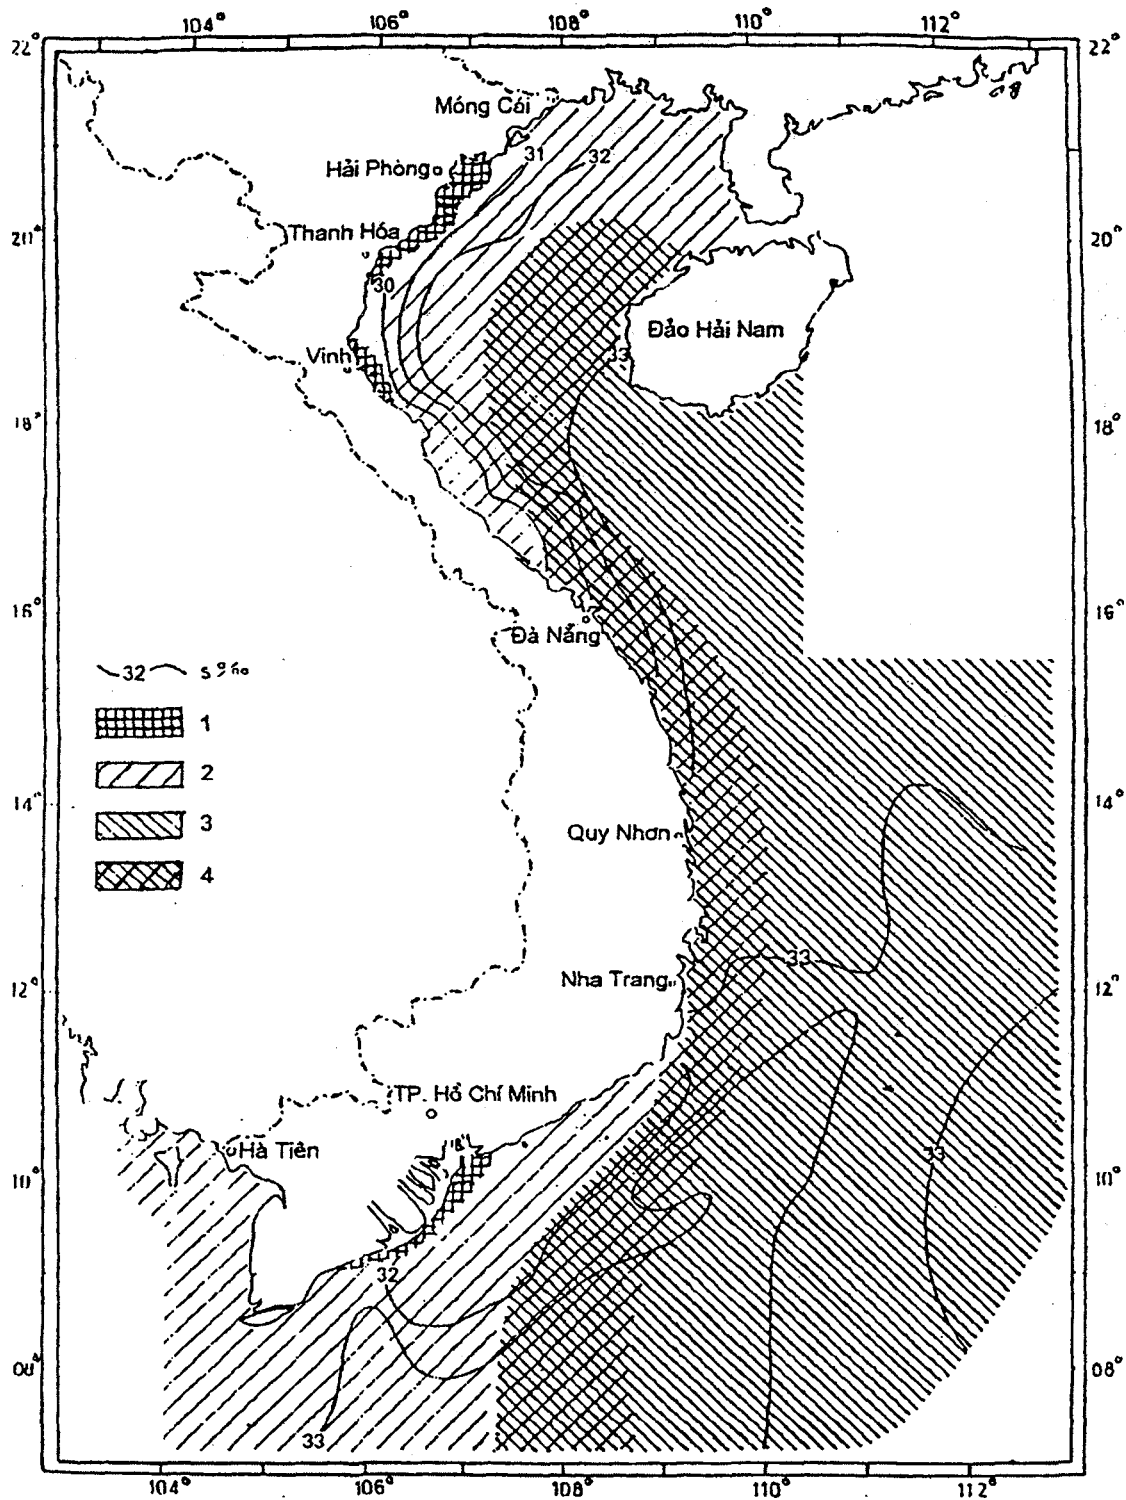 104° 106° 108° 110° 112°
22° 22°
Móng Cái
31 32
Hải Phòng
Thanh Hóa
20° 20°
30
Đảo Hải Nam
33
Vinh
18° 18°
16° 16°
Đà Nẵng
32
1
2
3
4
14° 14°
Quy Nhơn
33
Nha Trang
12° 12°
TP. Hồ Chí Minh
Hà Tiên
33
10° 10°
32
08° 08°
33
104° 106° 108° 110° 112°